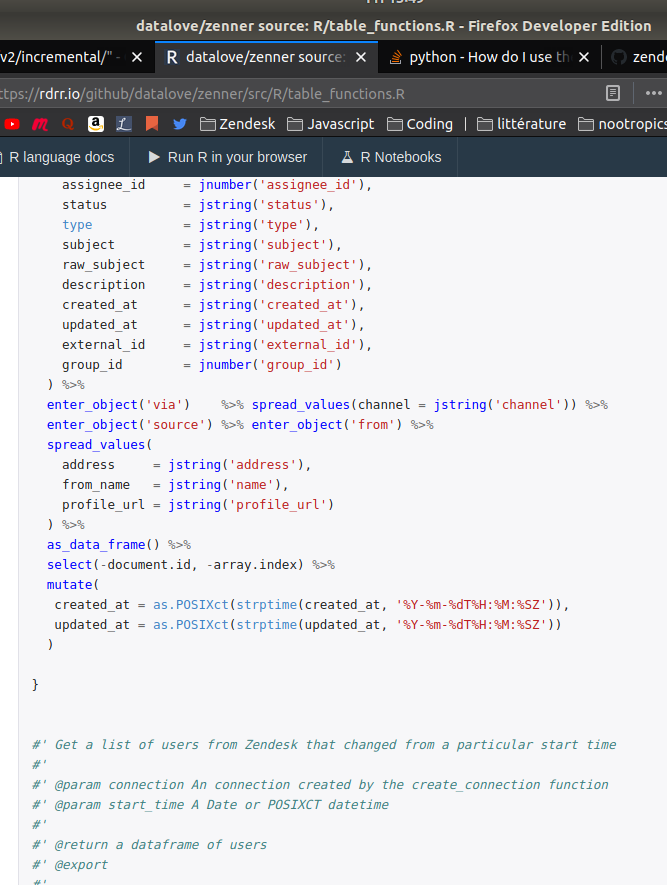 datalove/zenner source: R/table_functions.R - Firefox Developer Edition
v2/incremental/" - R datalove/zenner source: python - How do I use th zend
ttps://rdrr.io/github/datalove/zenner/src/R/table_functions.R
Zendesk Javascript Coding | littérature nootropics
R language docs Run R in your browser R Notebooks
assignee_id = jnumber('assignee_id'),
status = jstring('status'),
type = jstring('type'),
subject = jstring('subject'),
raw_subject = jstring('raw_subject'),
description = jstring('description'),
created_at = jstring('created_at'),
updated_at = jstring('updated_at'),
external_id = jstring('external_id'),
group_id = jnumber('group_id')
) %>%
enter_object('via') %>% spread_values(channel = jstring('channel')) %>%
enter_object('source') %>% enter_object('from') %>%
spread_values(
address = jstring('address'),
from_name = jstring('name'),
profile_url = jstring('profile_url')
) %>%
as_data_frame() %>%
select(-document.id, -array.index) %>%
mutate(
created_at = as.POSIXct(strptime(created_at, '%Y-%m-%dT%H:%M:%SZ')),
updated_at = as.POSIXct(strptime(updated_at, '%Y-%m-%dT%H:%M:%SZ'))
)
}
#' Get a list of users from Zendesk that changed from a particular start time
#'
#' @param connection An connection created by the create_connection function
#' @param start_time A Date or POSIXCT datetime
#'
#' @return a dataframe of users
#' @export
#'